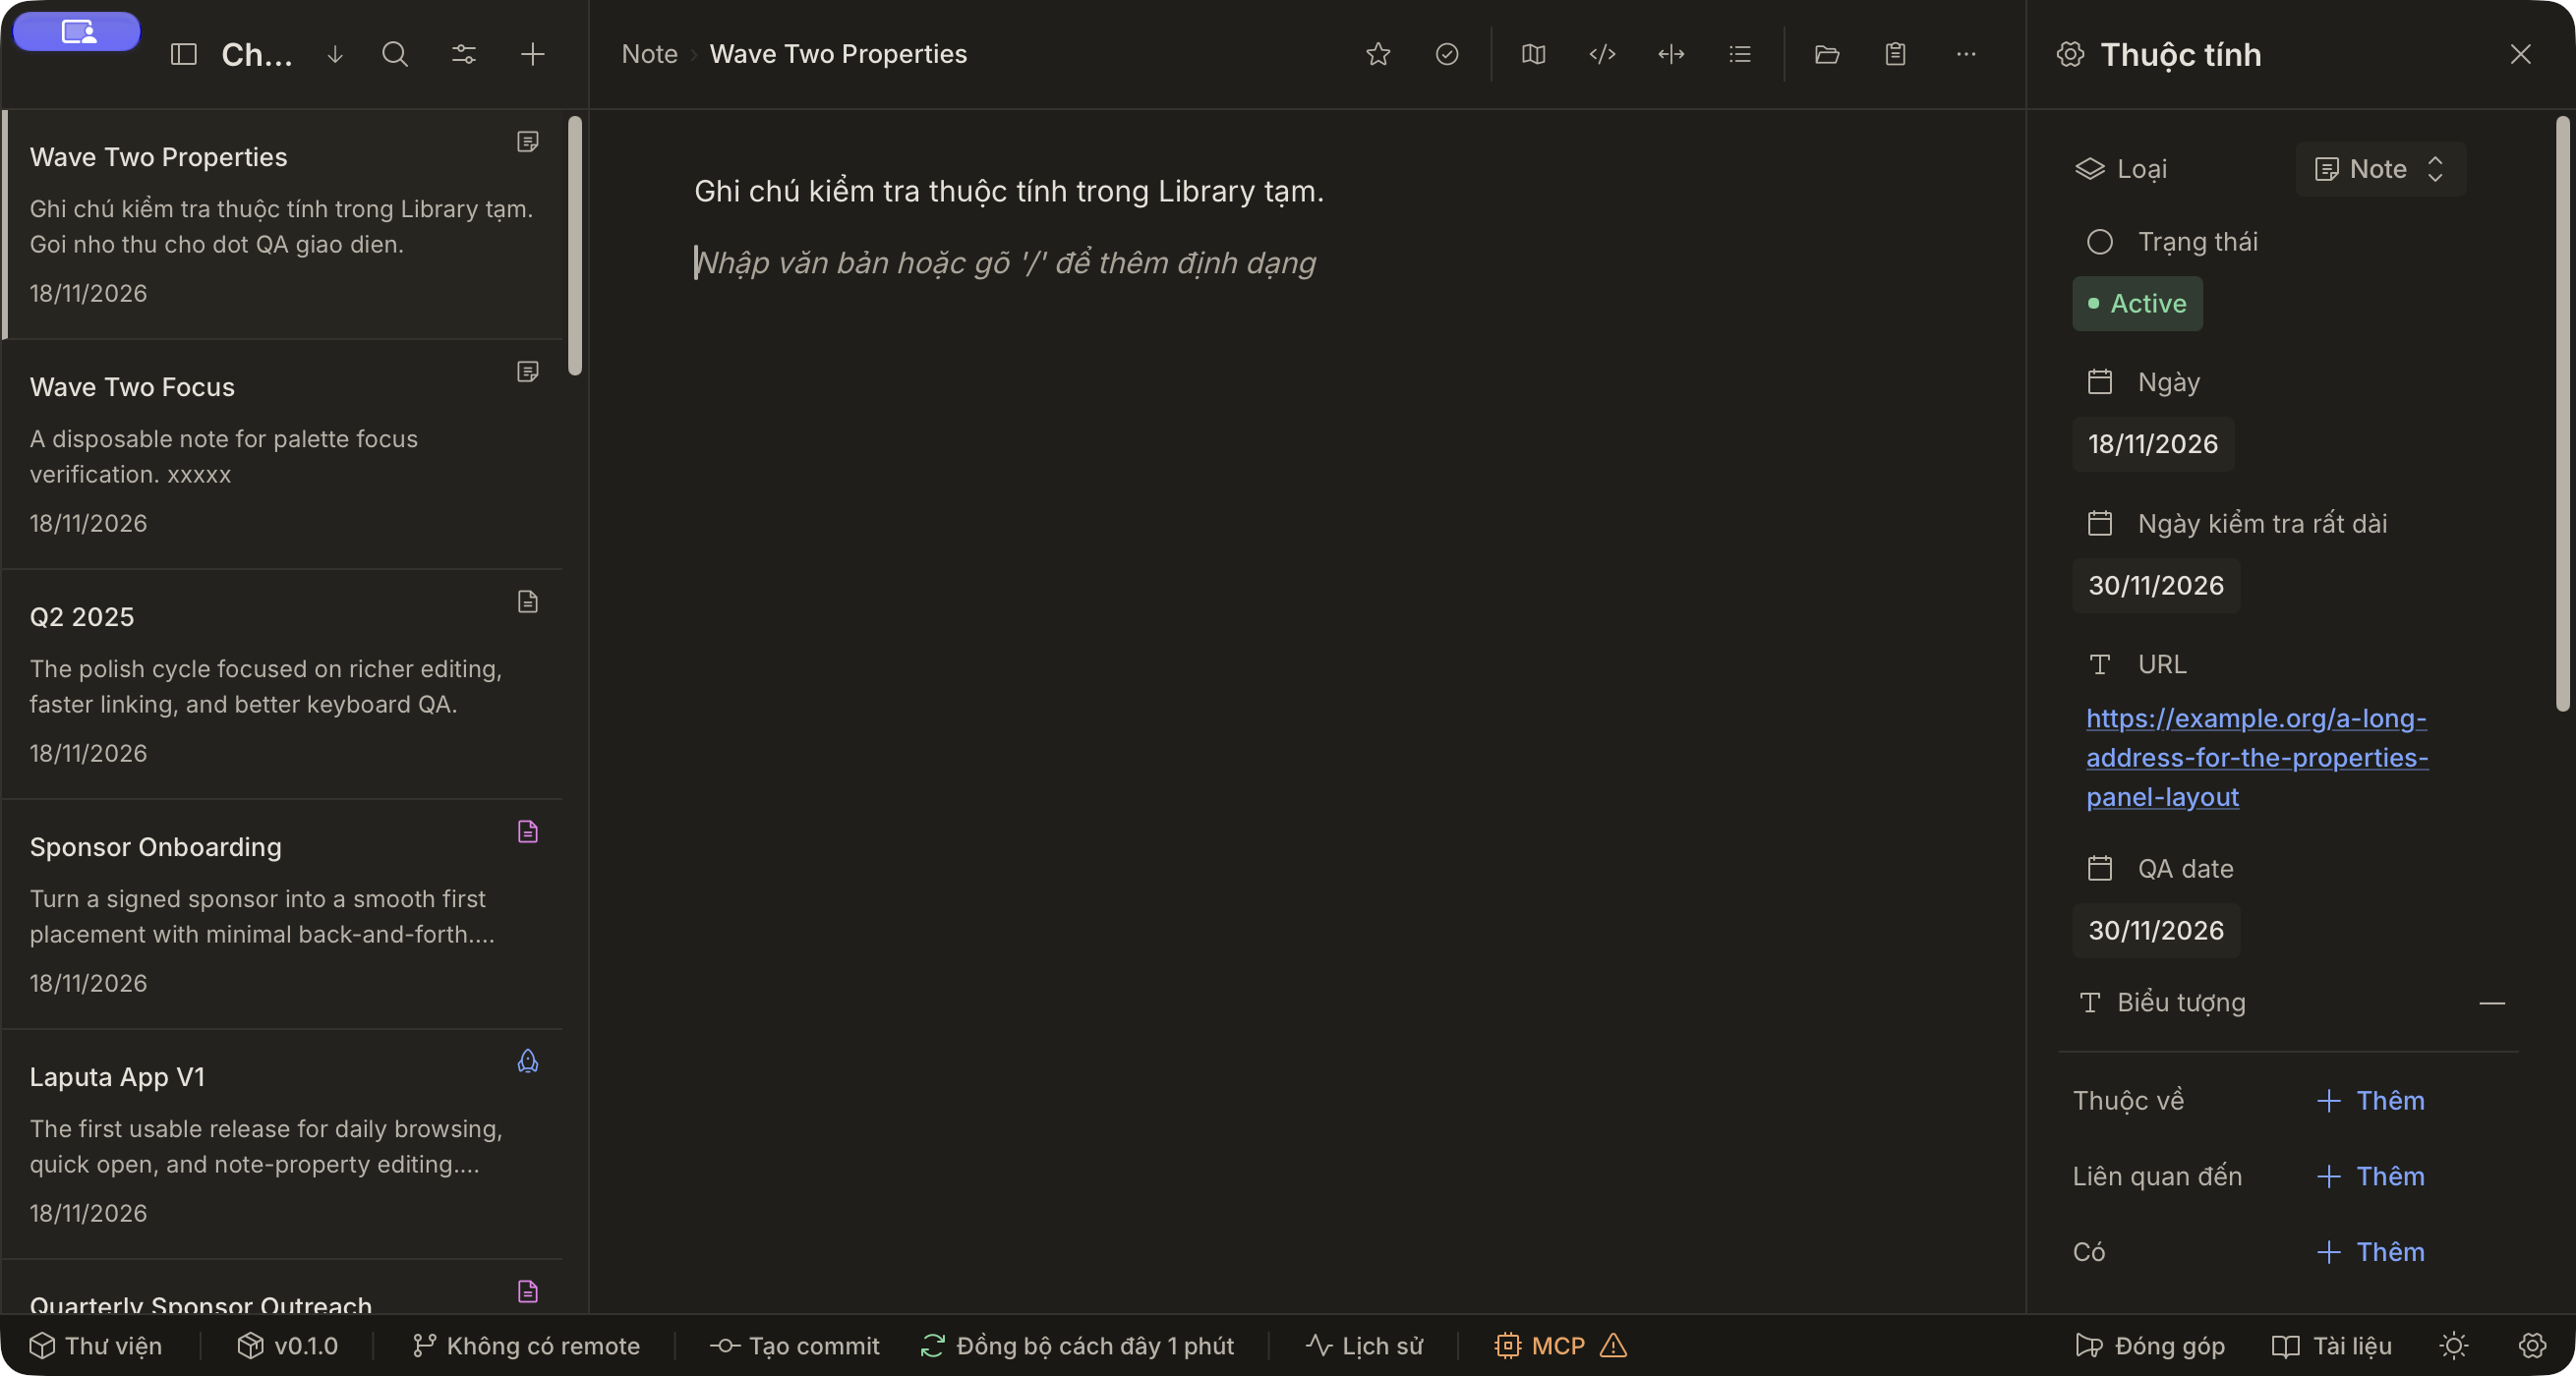 Ch...
Wave Two Properties
Ghi chú kiểm tra thuộc tính trong Library tạm.
Goi nho thu cho dot QA giao dien.
18/11/2026
Wave Two Focus
A disposable note for palette focus
verification. xxxxx
18/11/2026
Q2 2025
The polish cycle focused on richer editing,
faster linking, and better keyboard QA.
18/11/2026
Sponsor Onboarding
Turn a signed sponsor into a smooth first
placement with minimal back-and-forth....
18/11/2026
Laputa App V1
The first usable release for daily browsing,
quick open, and note-property editing....
18/11/2026
Quarterly Sponsor Outreach
Note › Wave Two Properties
Ghi chú kiểm tra thuộc tính trong Library tạm.
Nhập văn bản hoặc gõ '/' để thêm định dạng
Thuộc tính
Loại
Note
Trạng thái
Active
Ngày
18/11/2026
Ngày kiểm tra rất dài
30/11/2026
URL
https://example.org/a-long-
address-for-the-properties-
panel-layout
QA date
30/11/2026
Biểu tượng —
Thuộc về
Thêm
Liên quan đến
Thêm
Có
Thêm
Thư viện
v0.1.0
Không có remote
Tạo commit
Đồng bộ cách đây 1 phút
Lịch sử
MCP
Đóng góp
Tài liệu